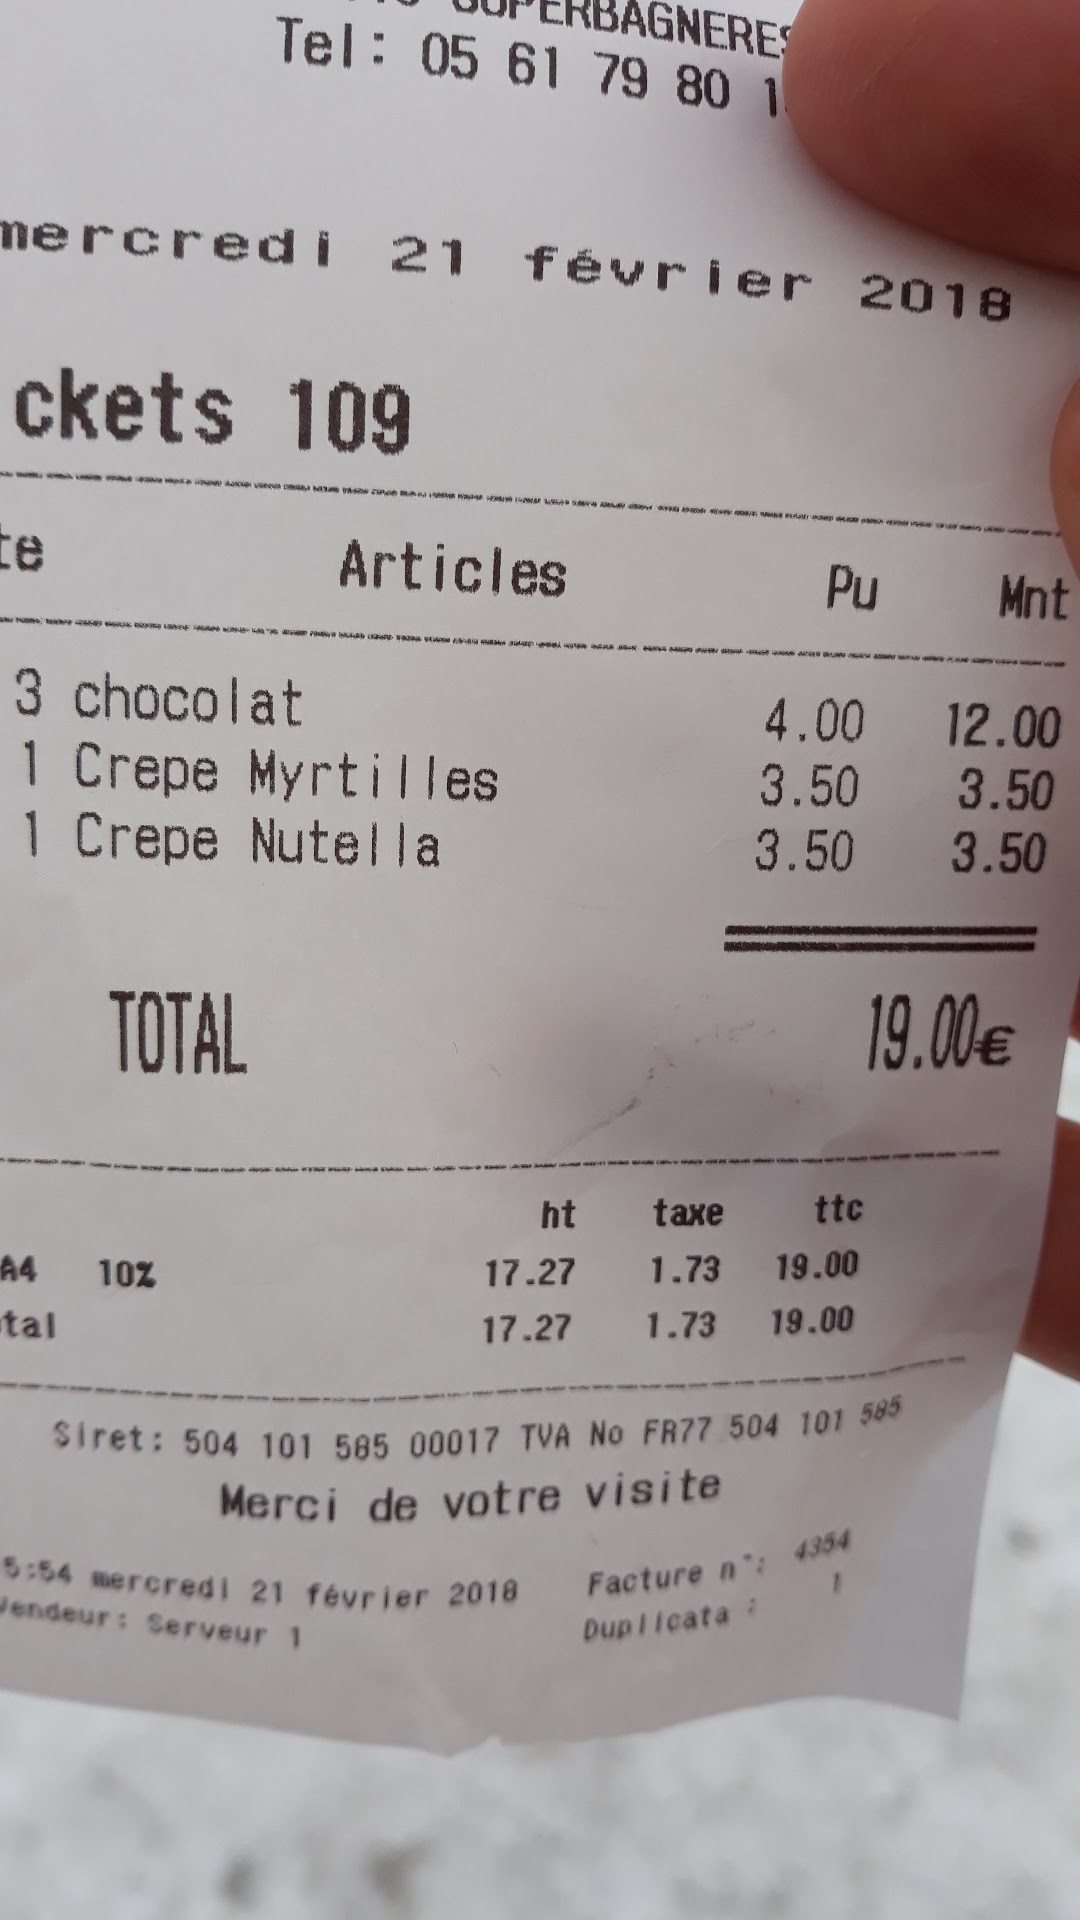 SUPERBAGNERES
Tel: 05 61 79 80 1
mercredi 21 février 2018
ckets 109
te Articles Pu Mnt
3 chocolat 4.00 12.00
1 Crepe Myrtilles 3.50 3.50
1 Crepe Nutella 3.50 3.50
TOTAL 19.00€
ht taxe ttc
A4 10% 17.27 1.73 19.00
tal 17.27 1.73 19.00
Siret: 504 101 585 00017 TVA No FR77 504 101 585
Merci de votre visite
5:54 mercredi 21 février 2018 Facture n°: 4354
Vendeur: Serveur 1 Duplicata : 1